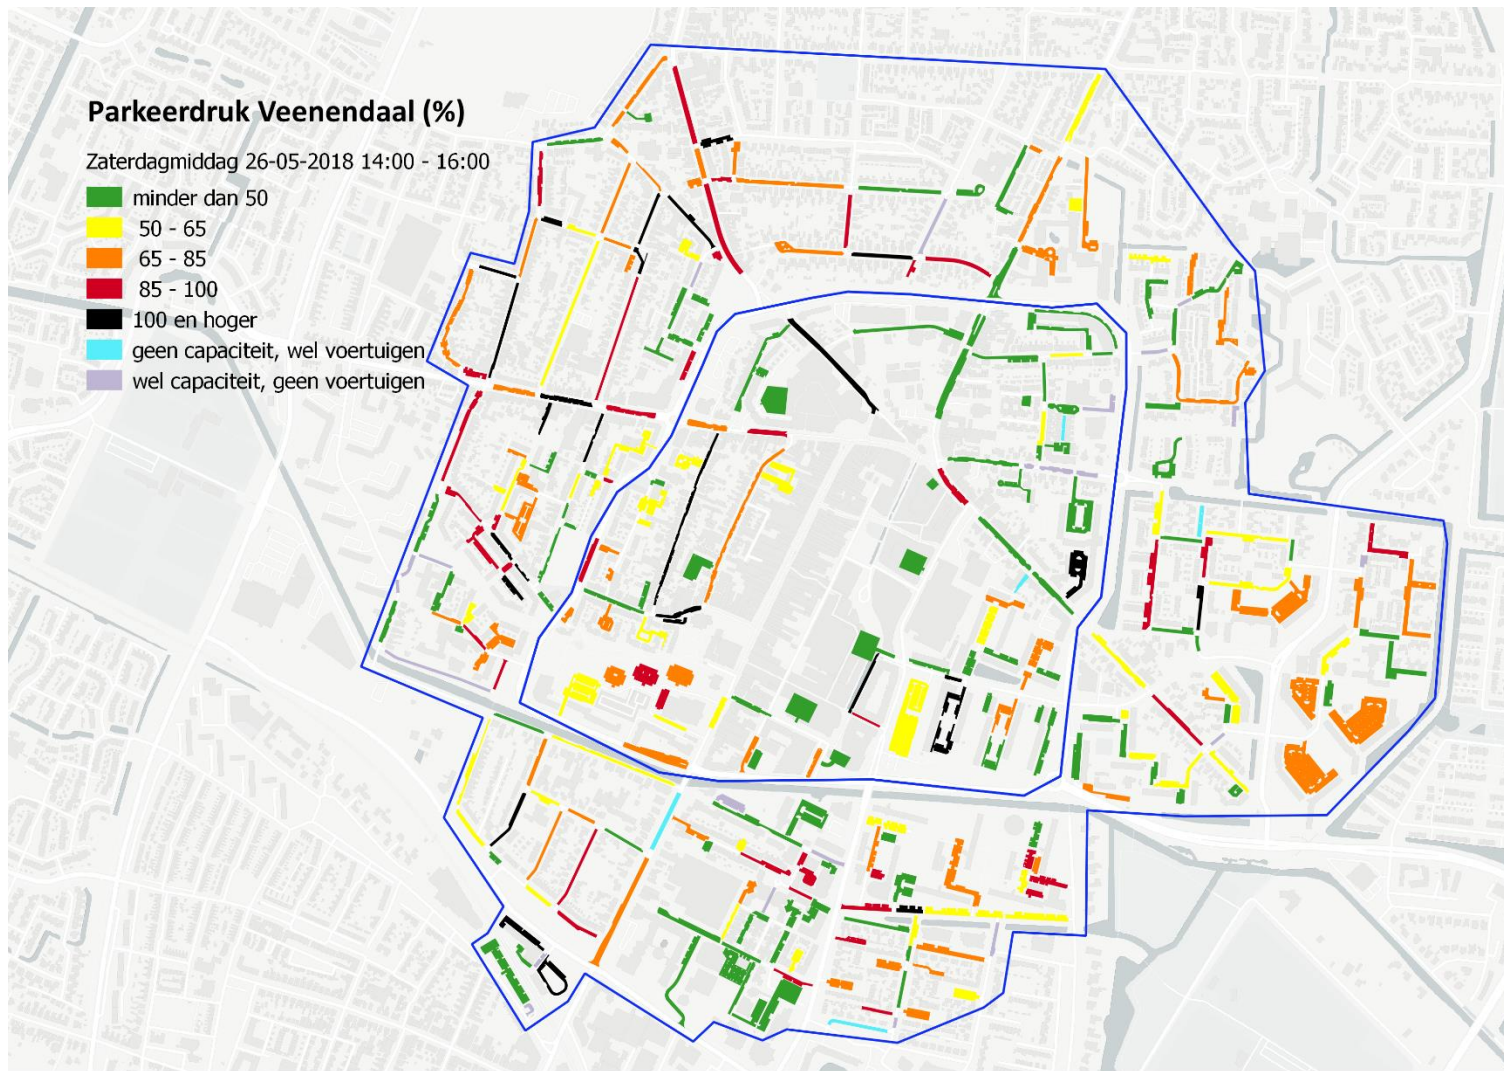 Parkeerdruk Veenendaal (%)
Zaterdagmiddag 26-05-2018 14:00 - 16:00
minder dan 50
50 - 65
65 - 85
85 - 100
100 en hoger
geen capaciteit, wel voertuigen
wel capaciteit, geen voertuigen